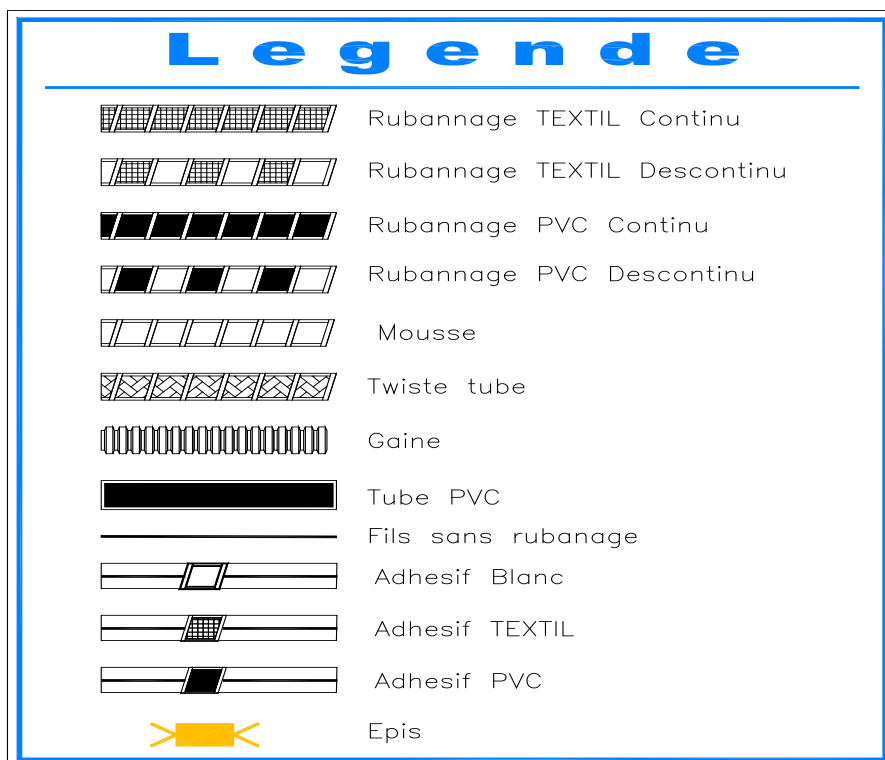 Legende
Rubannage TEXTIL Continu
Rubannage TEXTIL Descontinu
Rubannage PVC Continu
Rubannage PVC Descontinu
Mousse
Twiste tube
Gaine
Tube PVC
Fils sans rubanage
Adhesif Blanc
Adhesif TEXTIL
Adhesif PVC
Epis